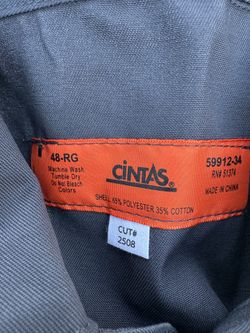 48-RG
Machine Wash
Tumble Dry
Do Not Bleach
Colors
CINTAS
59912-34
RN# 51374
MADE IN CHINA
SHELL 65% POLYESTER 35% COTTON
CUT#
2508